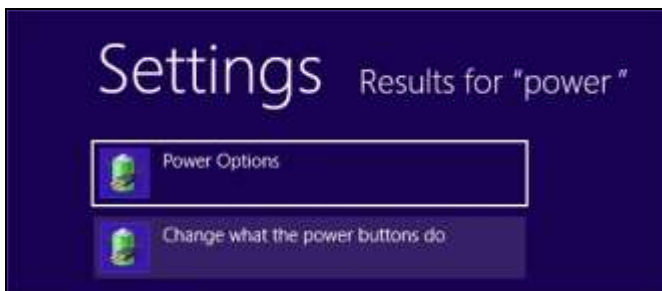 Settings Results for "power "
Power Options
Change what the power buttons do